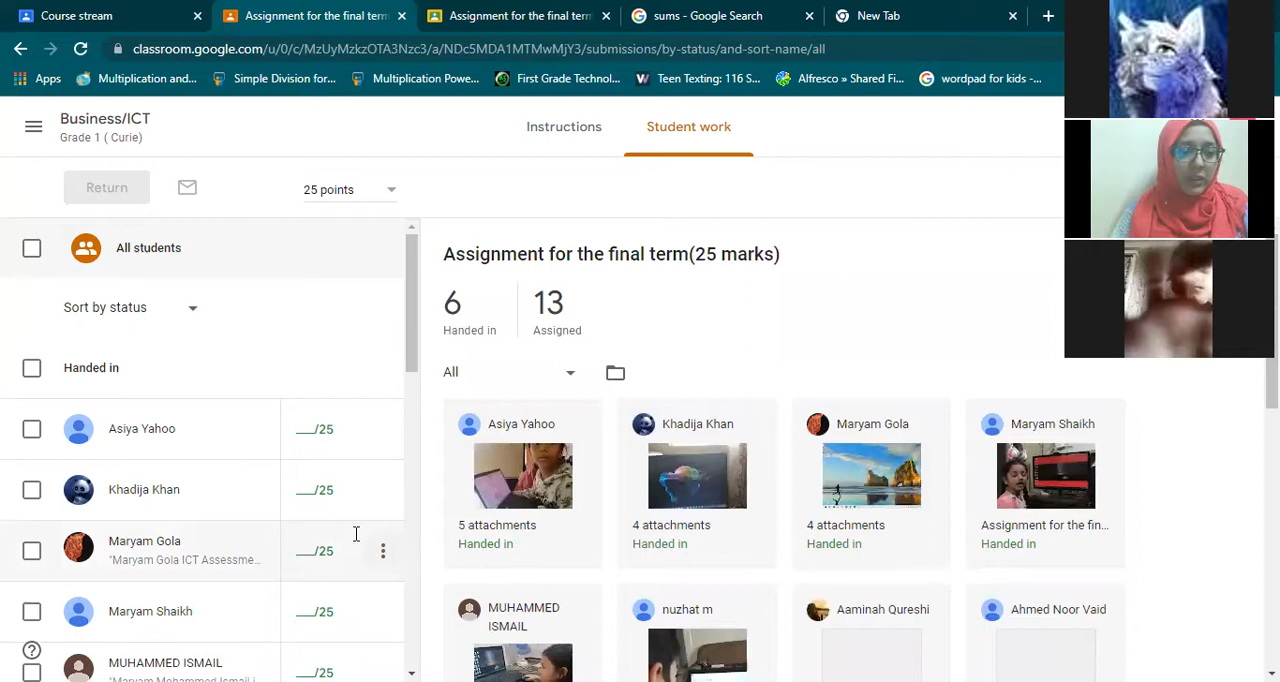 Course stream
Assignment for the final term
Assignment for the final term
sums - Google Search
New Tab
classroom.google.com/u/0/c/MzUyMzkzOTA3Nzc3/a/NDc5MDA1MTMwMjY3/submissions/by-status/and-sort-name/all
Apps
Multiplication and...
Simple Division for...
Multiplication Powe...
First Grade Technol...
Teen Texting: 116 S...
Alfresco » Shared Fi...
wordpad for kids -...
Business/ICT
Grade 1 ( Curie)
Instructions
Student work
Return
25 points
All students
Sort by status
Handed in
Asiya Yahoo
__/25
Khadija Khan
__/25
Maryam Gola
"Maryam Gola ICT Assessme...
__/25
Maryam Shaikh
__/25
MUHAMMED ISMAIL
__/25
Assignment for the final term(25 marks)
6
Handed in
13
Assigned
All
Asiya Yahoo
5 attachments
Handed in
Khadija Khan
4 attachments
Handed in
Maryam Gola
4 attachments
Handed in
Maryam Shaikh
Assignment for the fin...
Handed in
MUHAMMED
ISMAIL
nuzhat m
Aaminah Qureshi
Ahmed Noor Vaid